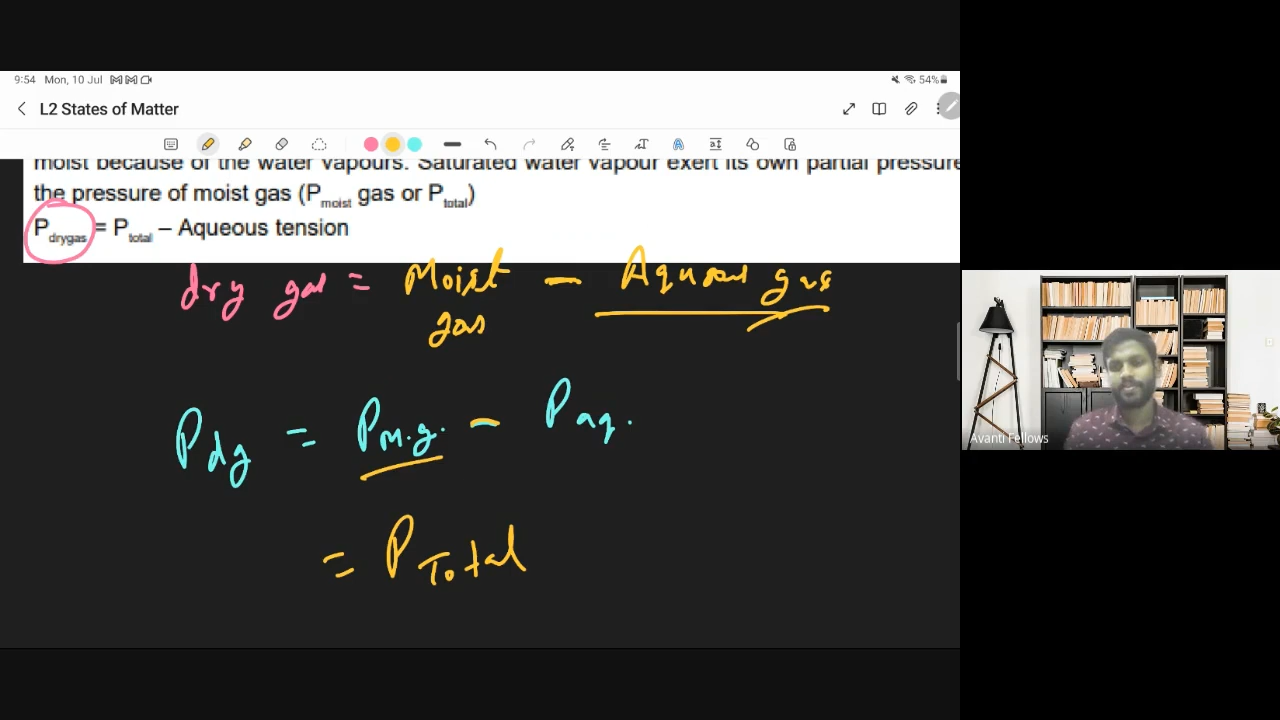 9:54 Mon, 10 Jul 54%
L2 States of Matter
moist because of the water vapours. Saturated water vapour exert its own partial pressure
the pressure of moist gas (Pmoist gas or Ptotal)
Pdrygas = Ptotal – Aqueous tension
dry gas = Moist gas – Aqueous gas
Pdg = PM.g. – Paq.
= PTotal
Avanti Fellows